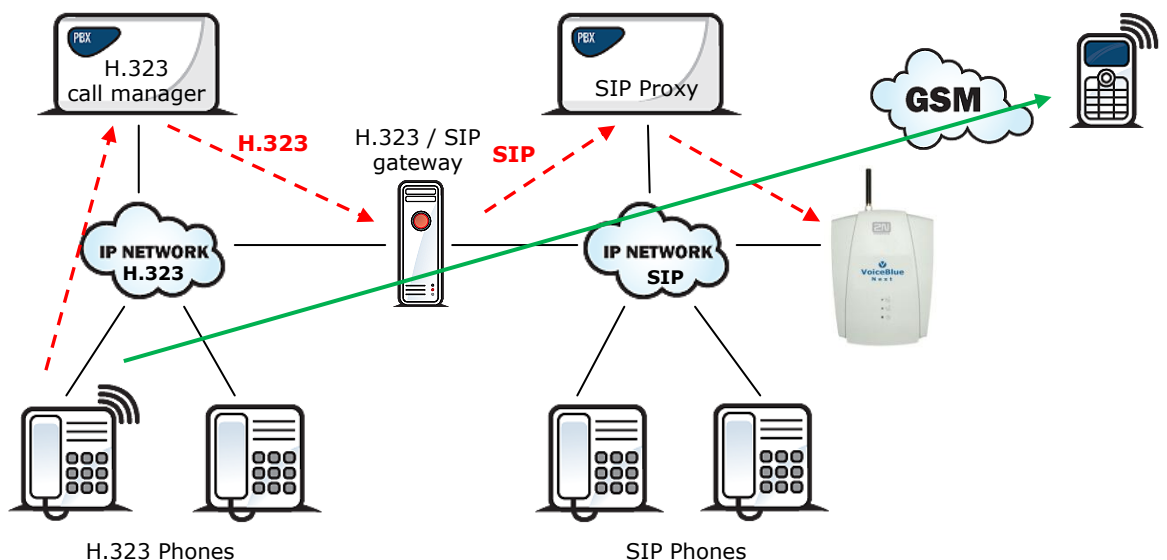 PBX
H.323
call manager
PBX
SIP Proxy
GSM
H.323
H.323 / SIP
gateway
SIP
IP NETWORK
H.323
IP NETWORK
SIP
2N
VoiceBlue
Next
H.323 Phones
SIP Phones